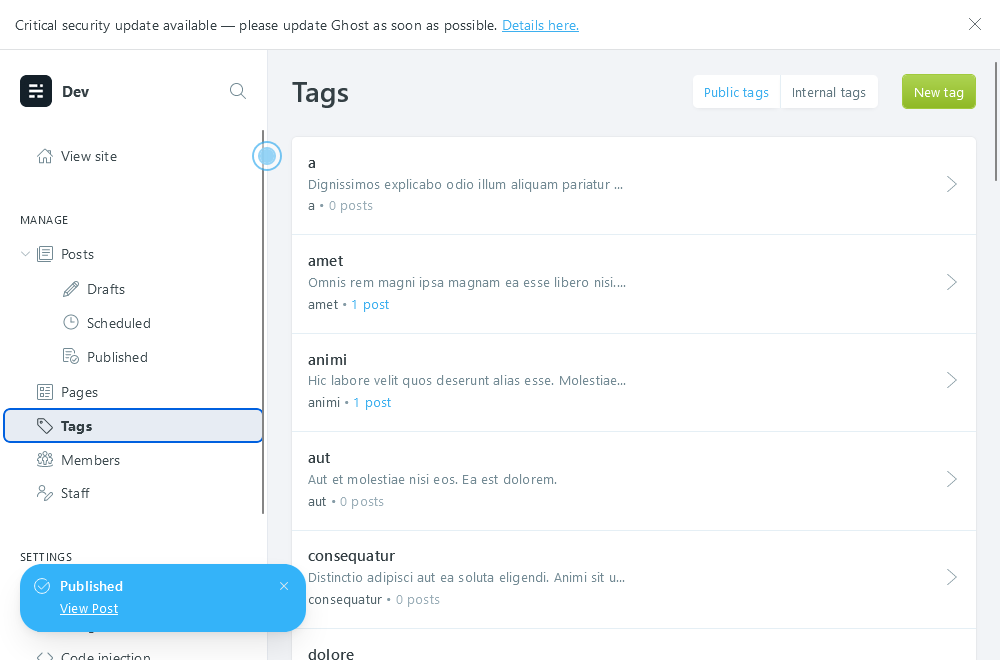 Critical security update available — please update Ghost as soon as possible. Details here.
Dev
View site
MANAGE
Posts
Drafts
Scheduled
Published
Pages
Tags
Members
Staff
SETTINGS
Published
View Post
Code injection
Tags
Public tags
Internal tags
New tag
a
Dignissimos explicabo odio illum aliquam pariatur ...
a • 0 posts
amet
Omnis rem magni ipsa magnam ea esse libero nisi....
amet • 1 post
animi
Hic labore velit quos deserunt alias esse. Molestiae...
animi • 1 post
aut
Aut et molestiae nisi eos. Ea est dolorem.
aut • 0 posts
consequatur
Distinctio adipisci aut ea soluta eligendi. Animi sit u...
consequatur • 0 posts
dolore